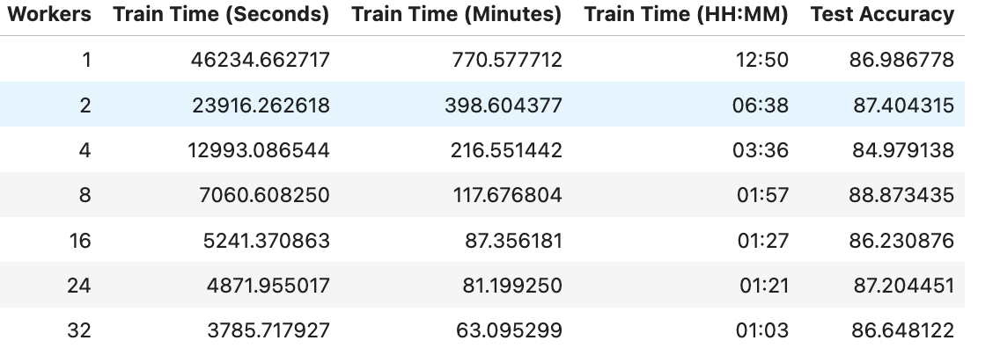 Workers Train Time (Seconds) Train Time (Minutes) Train Time (HH:MM) Test Accuracy
1 46234.662717 770.577712 12:50 86.986778
2 23916.262618 398.604377 06:38 87.404315
4 12993.086544 216.551442 03:36 84.979138
8 7060.608250 117.676804 01:57 88.873435
16 5241.370863 87.356181 01:27 86.230876
24 4871.955017 81.199250 01:21 87.204451
32 3785.717927 63.095299 01:03 86.648122